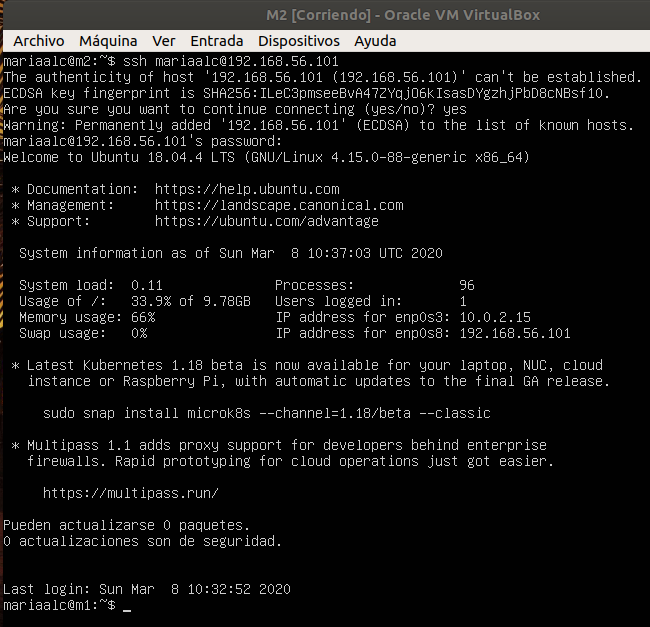 M2 [Corriendo] - Oracle VM VirtualBox
Archivo Máquina Ver Entrada Dispositivos Ayuda
mariaalc@m2:~$ ssh mariaalc@192.168.56.101
The authenticity of host '192.168.56.101 (192.168.56.101)' can't be established.
ECDSA key fingerprint is SHA256:ILeC3pmseeBvA47ZYqjO6kIsasDYgzhjPbD8cNBsf10.
Are you sure you want to continue connecting (yes/no)? yes
Warning: Permanently added '192.168.56.101' (ECDSA) to the list of known hosts.
mariaalc@192.168.56.101's password:
Welcome to Ubuntu 18.04.4 LTS (GNU/Linux 4.15.0-88-generic x86_64)
* Documentation:  https://help.ubuntu.com
* Management:     https://landscape.canonical.com
* Support:        https://ubuntu.com/advantage
System information as of Sun Mar  8 10:37:03 UTC 2020
System load:  0.11              Processes:             96
Usage of /:   33.9% of 9.78GB   Users logged in:       1
Memory usage: 66%               IP address for enp0s3: 10.0.2.15
Swap usage:   0%                IP address for enp0s8: 192.168.56.101
* Latest Kubernetes 1.18 beta is now available for your laptop, NUC, cloud
instance or Raspberry Pi, with automatic updates to the final GA release.
sudo snap install microk8s --channel=1.18/beta --classic
* Multipass 1.1 adds proxy support for developers behind enterprise
firewalls. Rapid prototyping for cloud operations just got easier.
https://multipass.run/
Pueden actualizarse 0 paquetes.
0 actualizaciones son de seguridad.
Last login: Sun Mar  8 10:32:52 2020
mariaalc@m1:~$ _